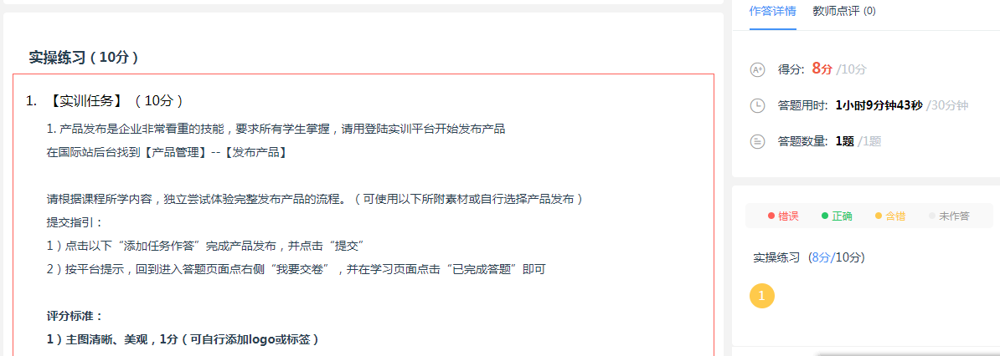 实操练习（10分）
1. 【实训任务】（10分）
1. 产品发布是企业非常看重的技能，要求所有学生掌握，请用登陆实训平台开始发布产品
在国际站后台找到【产品管理】--【发布产品】
请根据课程所学内容，独立尝试体验完整发布产品的流程。（可使用以下所附素材或自行选择产品发布）
提交指引：
1）点击以下“添加任务作答”完成产品发布，并点击“提交”
2）按平台提示，回到进入答题页面点右侧“我要交卷”，并在学习页面点击“已完成答题”即可
评分标准：
1）主图清晰、美观，1分（可自行添加logo或标签）
作答详情 教师点评 (0)
A+ 得分: 8分 /10分
答题用时: 1小时9分钟43秒 /30分钟
答题数量: 1题 /1题
错误 正确 含错 未作答
实操练习 (8分/10分)
1